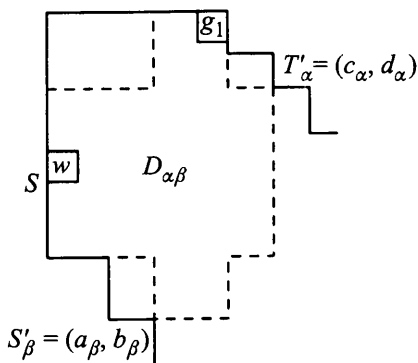 g₁
T′α = (cα, dα)
w
S
Dαβ
S′β = (aβ, bβ)